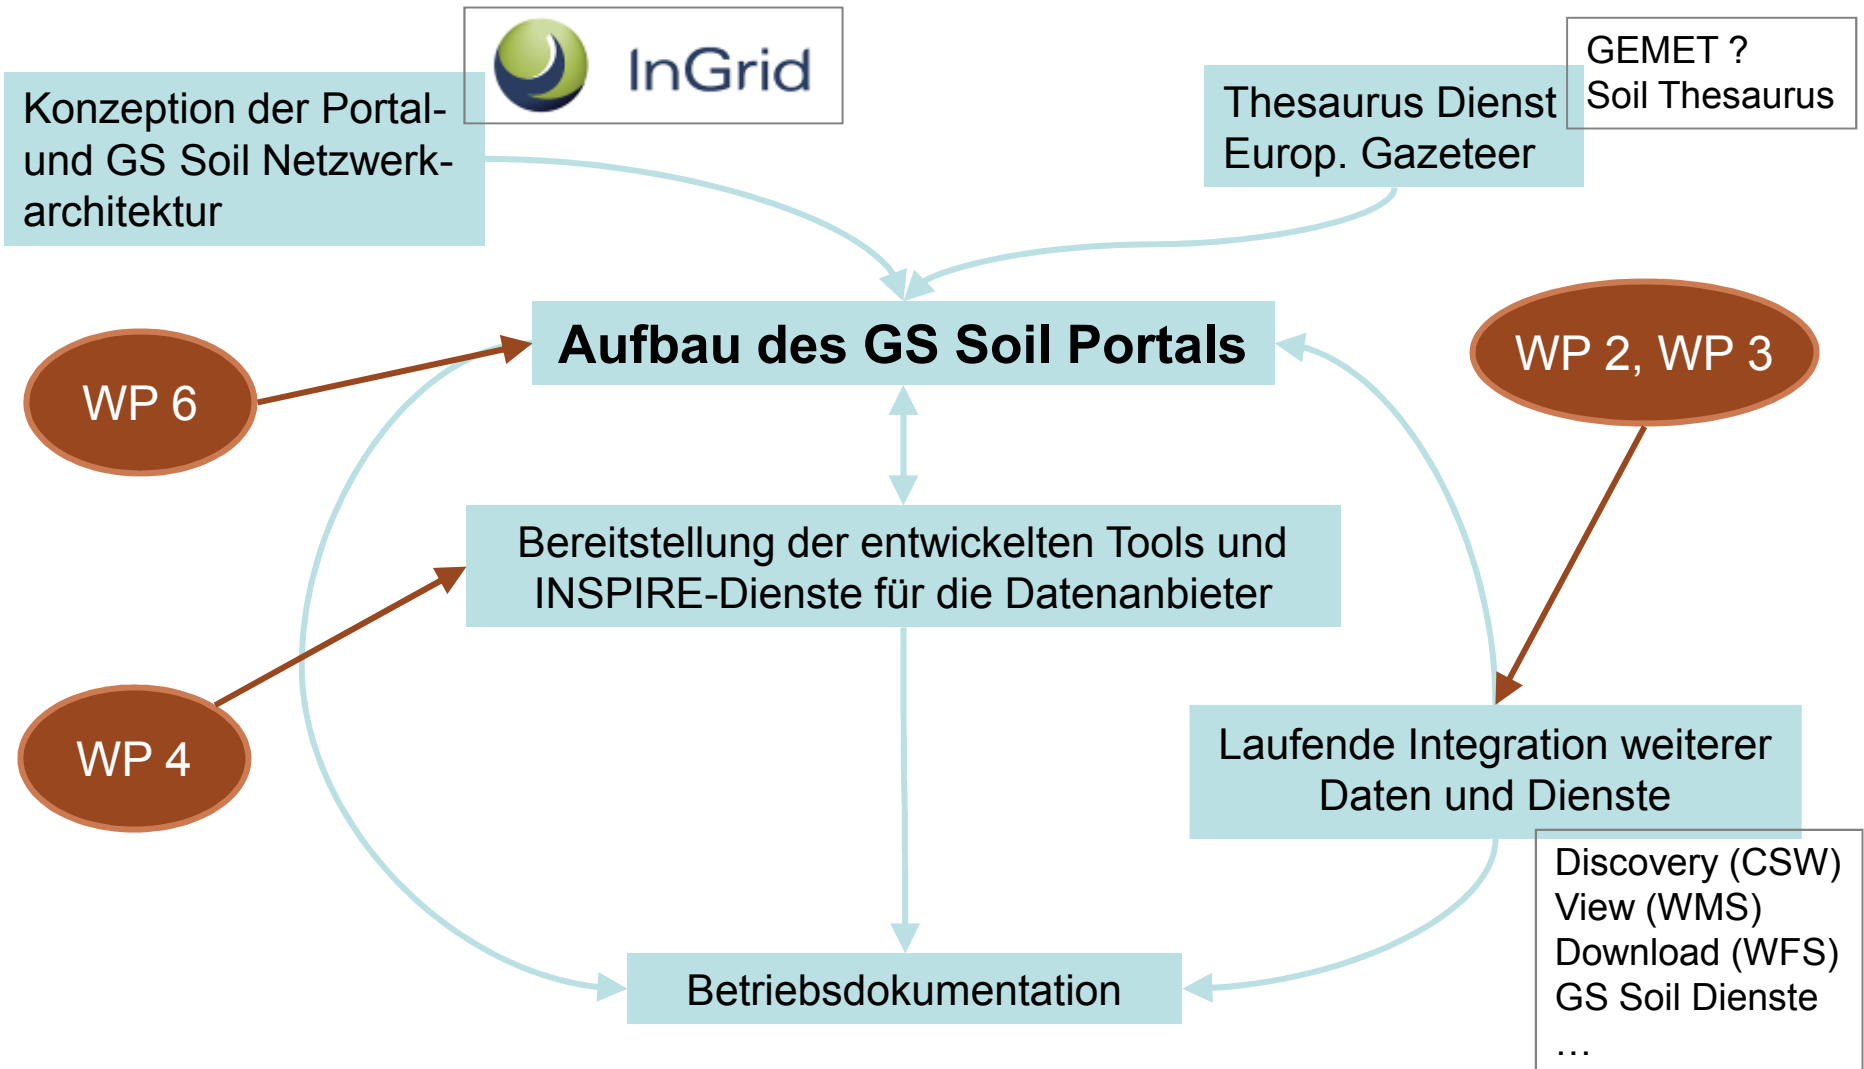 InGrid
Konzeption der Portal-
und GS Soil Netzwerk-
architektur
GEMET ?
Soil Thesaurus
Thesaurus Dienst
Europ. Gazeteer
Aufbau des GS Soil Portals
WP 6
WP 2, WP 3
Bereitstellung der entwickelten Tools und
INSPIRE-Dienste für die Datenanbieter
WP 4
Laufende Integration weiterer
Daten und Dienste
Discovery (CSW)
View (WMS)
Download (WFS)
GS Soil Dienste
…
Betriebsdokumentation